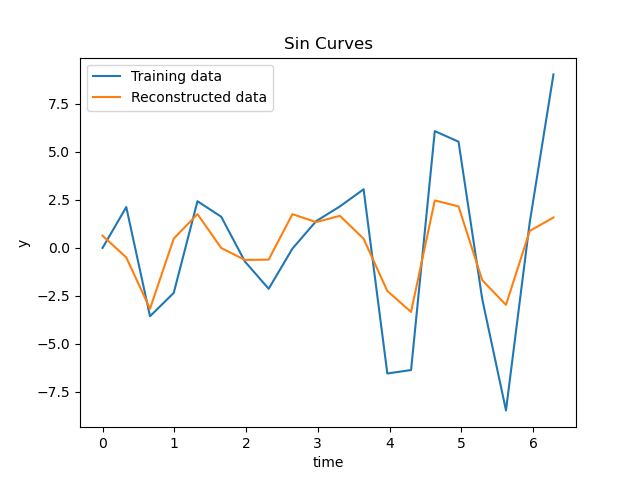 Sin Curves
Training data
Reconstructed data
7.5
5.0
2.5
0.0
−2.5
−5.0
−7.5
y
0 1 2 3 4 5 6
time